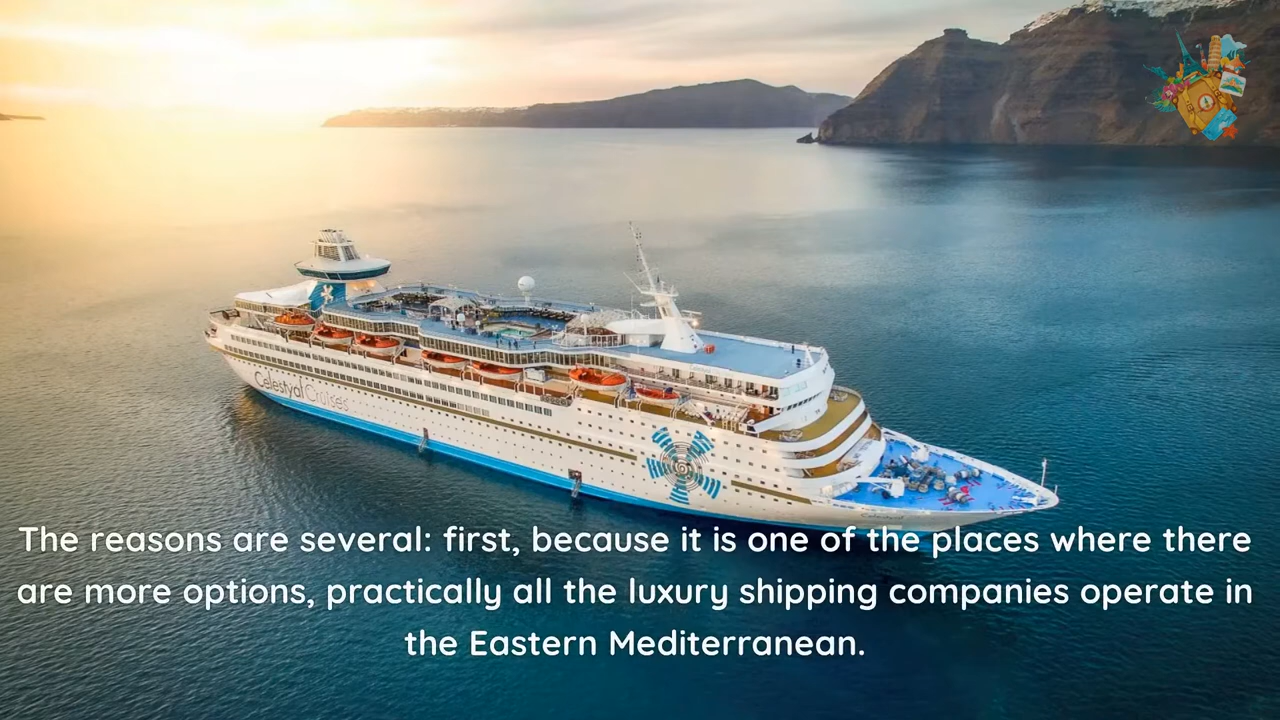 Celestyal Cruises
The reasons are several: first, because it is one of the places where there
are more options, practically all the luxury shipping companies operate in
the Eastern Mediterranean.